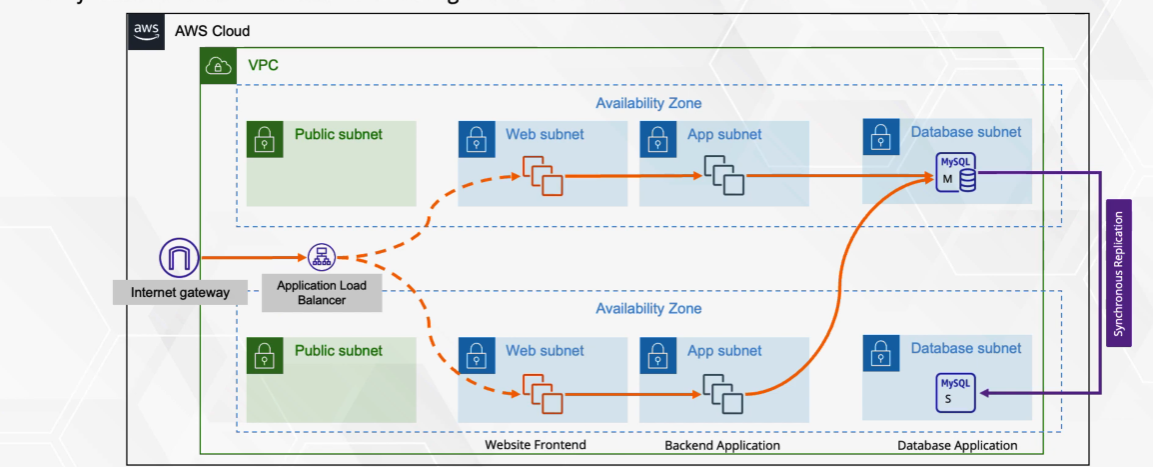 aws
AWS Cloud
VPC
Availability Zone
Public subnet
Web subnet
App subnet
Database subnet
MySQL
M
Internet gateway
Application Load
Balancer
Synchronous Replication
Availability Zone
Public subnet
Web subnet
App subnet
Database subnet
MySQL
S
Website Frontend
Backend Application
Database Application